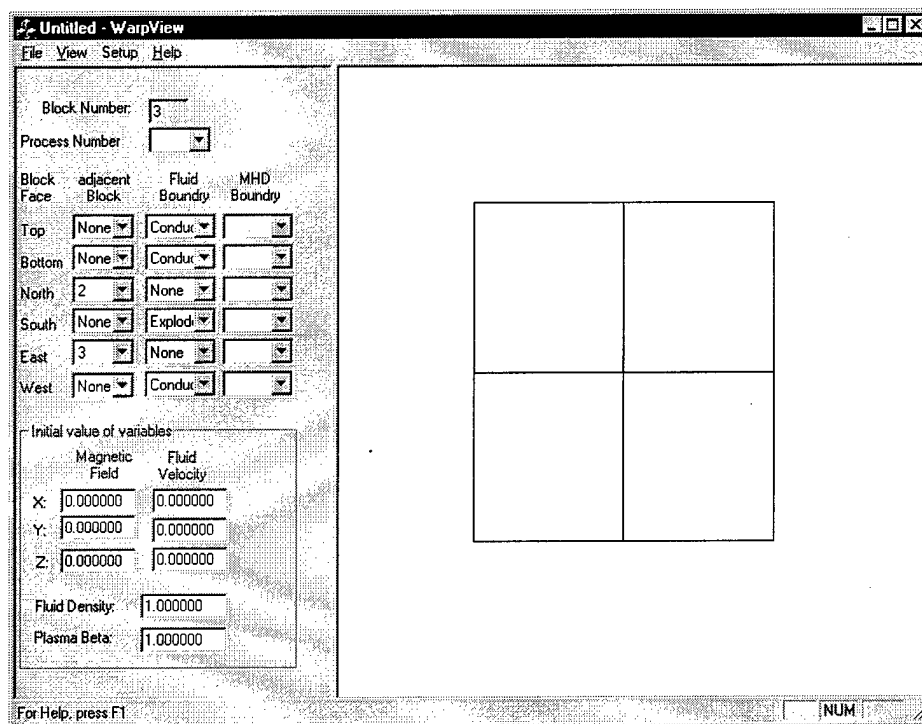 Untitled - WarpView
File View Setup Help
Block Number: 3
Process Number
Block Face adjacent Block Fluid Boundry MHD Boundry
Top None Conduc
Bottom None Conduc
North 2 None
South None Explod
East 3 None
West None Conduc
Initial value of variables
Magnetic Field Fluid Velocity
X: 0.000000 0.000000
Y: 0.000000 0.000000
Z: 0.000000 0.000000
Fluid Density: 1.000000
Plasma Beta: 1.000000
For Help, press F1 NUM